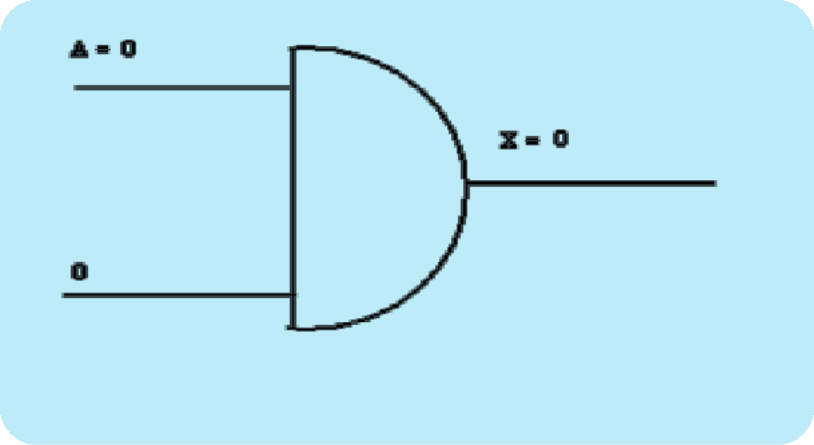 A = 0
X = 0
0